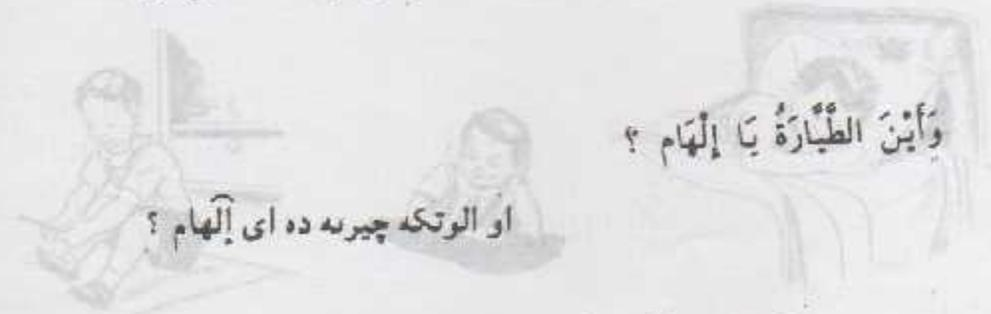 وَأَيْنَ الطَّيَّارَةُ يَا إِلْهَام ؟
او الوتکه چیرته ده ای اِلْهام ؟